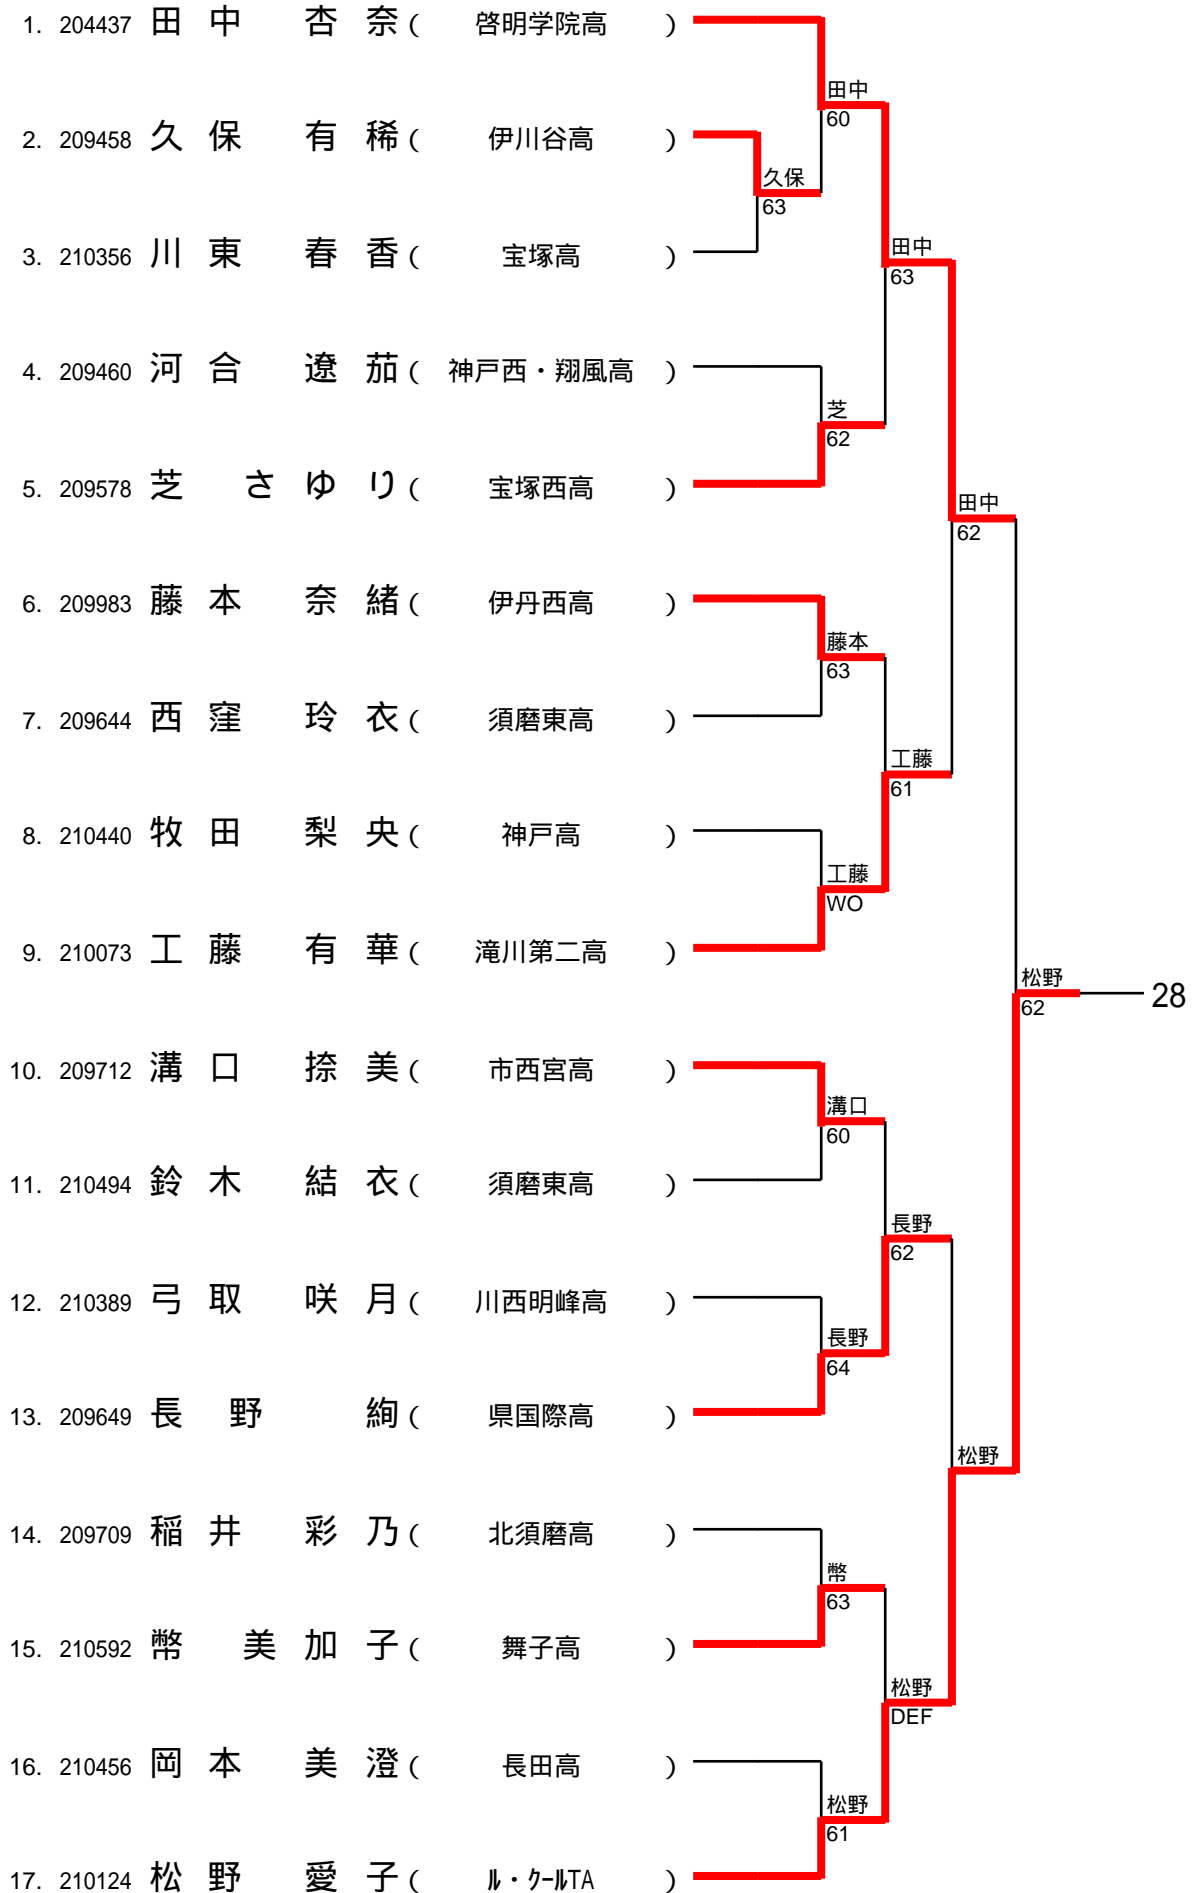 1. 204437 田中 杏奈 ( 啓明学院高 )
田中
60
2. 209458 久保 有稀 ( 伊川谷高 )
久保
63
3. 210356 川東 春香 ( 宝塚高 )
田中
63
4. 209460 河合 遼茄 ( 神戸西・翔風高 )
芝
62
5. 209578 芝 さゆり ( 宝塚西高 )
田中
62
6. 209983 藤本 奈緒 ( 伊丹西高 )
藤本
63
7. 209644 西窪 玲衣 ( 須磨東高 )
工藤
61
8. 210440 牧田 梨央 ( 神戸高 )
工藤
WO
9. 210073 工藤 有華 ( 滝川第二高 )
松野
62
28
10. 209712 溝口 捺美 ( 市西宮高 )
溝口
60
11. 210494 鈴木 結衣 ( 須磨東高 )
長野
62
12. 210389 弓取 咲月 ( 川西明峰高 )
長野
64
13. 209649 長野 絢 ( 県国際高 )
松野
14. 209709 稲井 彩乃 ( 北須磨高 )
幣
63
15. 210592 幣 美加子 ( 舞子高 )
松野
DEF
16. 210456 岡本 美澄 ( 長田高 )
松野
61
17. 210124 松野 愛子 ( ル・クールTA )